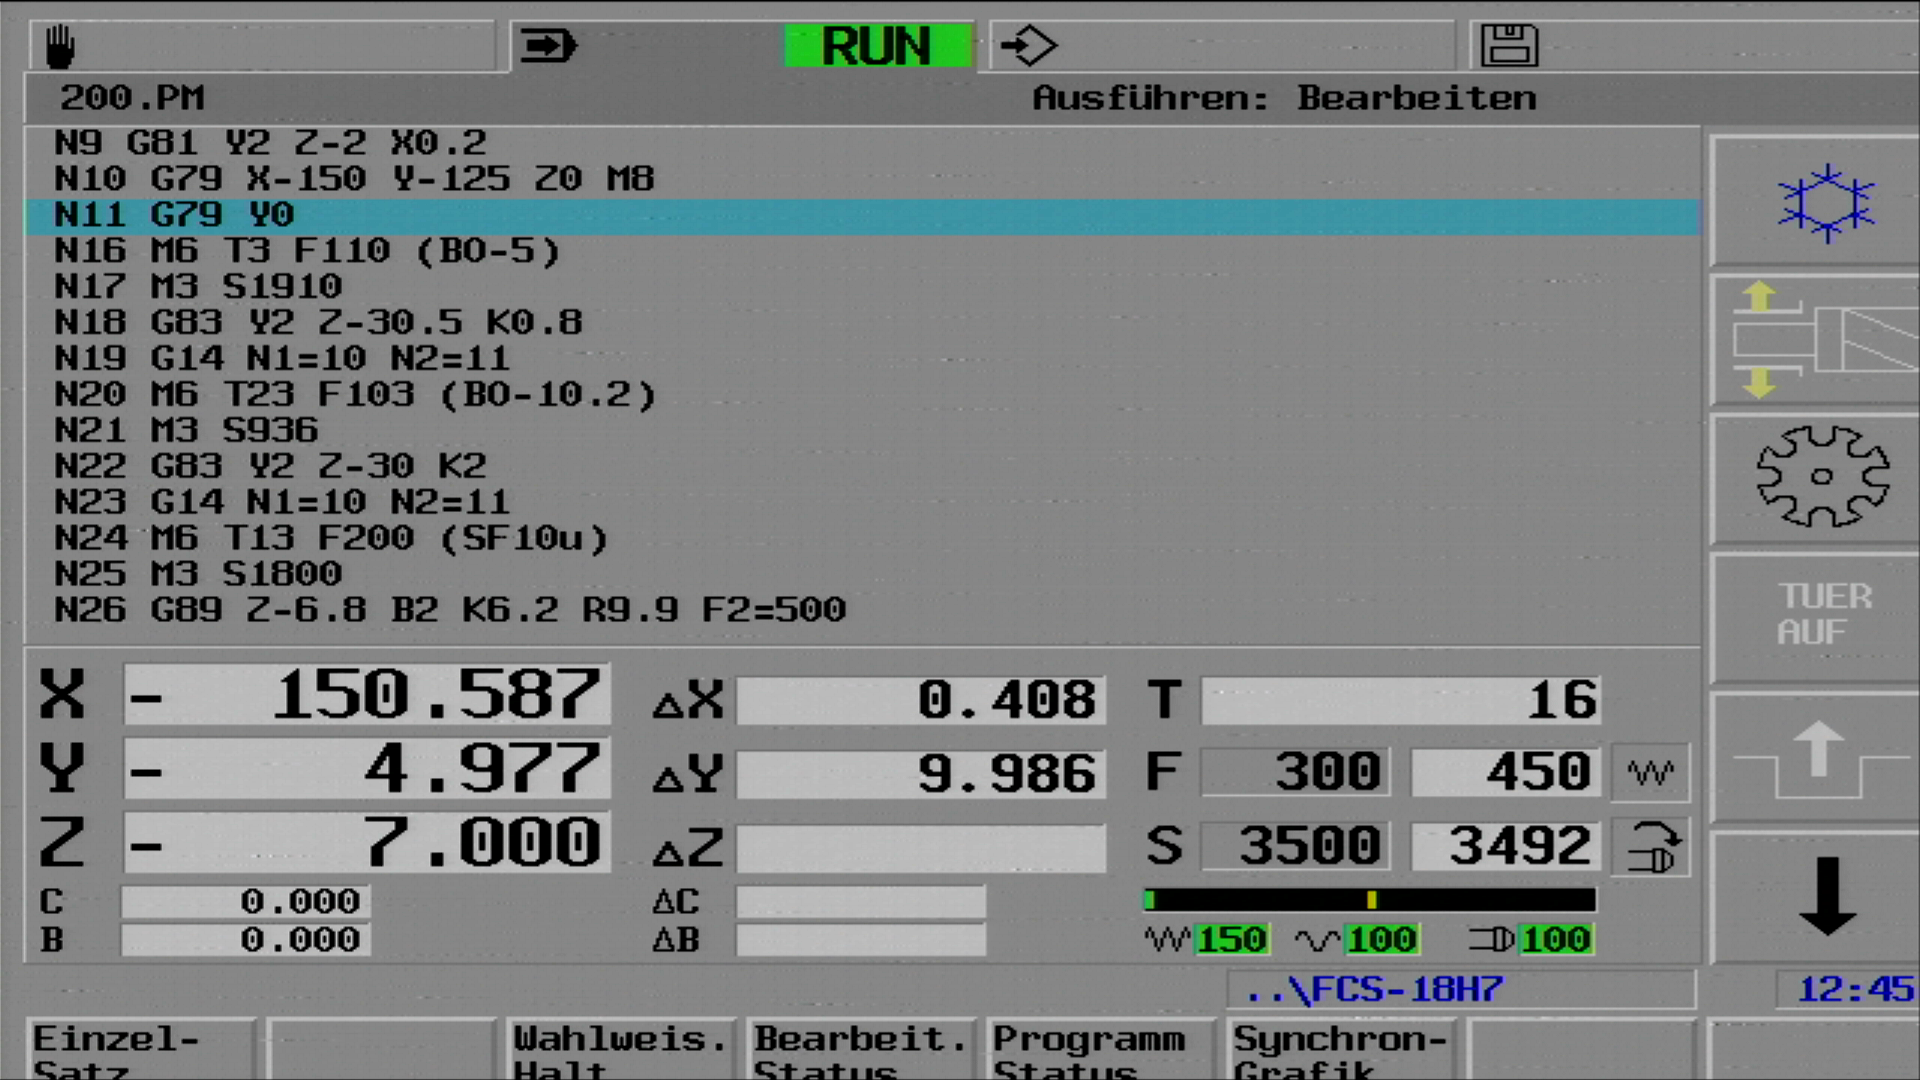 RUN
200.PM Ausführen: Bearbeiten
N9 G81 Y2 Z-2 X0.2
N10 G79 X-150 Y-125 Z0 M8
N11 G79 Y0
N16 M6 T3 F110 (BO-5)
N17 M3 S1910
N18 G83 Y2 Z-30.5 K0.8
N19 G14 N1=10 N2=11
N20 M6 T23 F103 (BO-10.2)
N21 M3 S936
N22 G83 Y2 Z-30 K2
N23 G14 N1=10 N2=11
N24 M6 T13 F200 (SF10u)
N25 M3 S1800
N26 G89 Z-6.8 B2 K6.2 R9.9 F2=500
TUER
AUF
X - 150.587 ΔX 0.408 T 16
Y - 4.977 ΔY 9.986 F 300 450
Z - 7.000 ΔZ S 3500 3492
C 0.000 ΔC
B 0.000 ΔB 150 100 100
..\FCS-18H7 12:45
Einzel- Wahlweis. Bearbeit. Programm Synchron-
Satz Halt Status Status Grafik